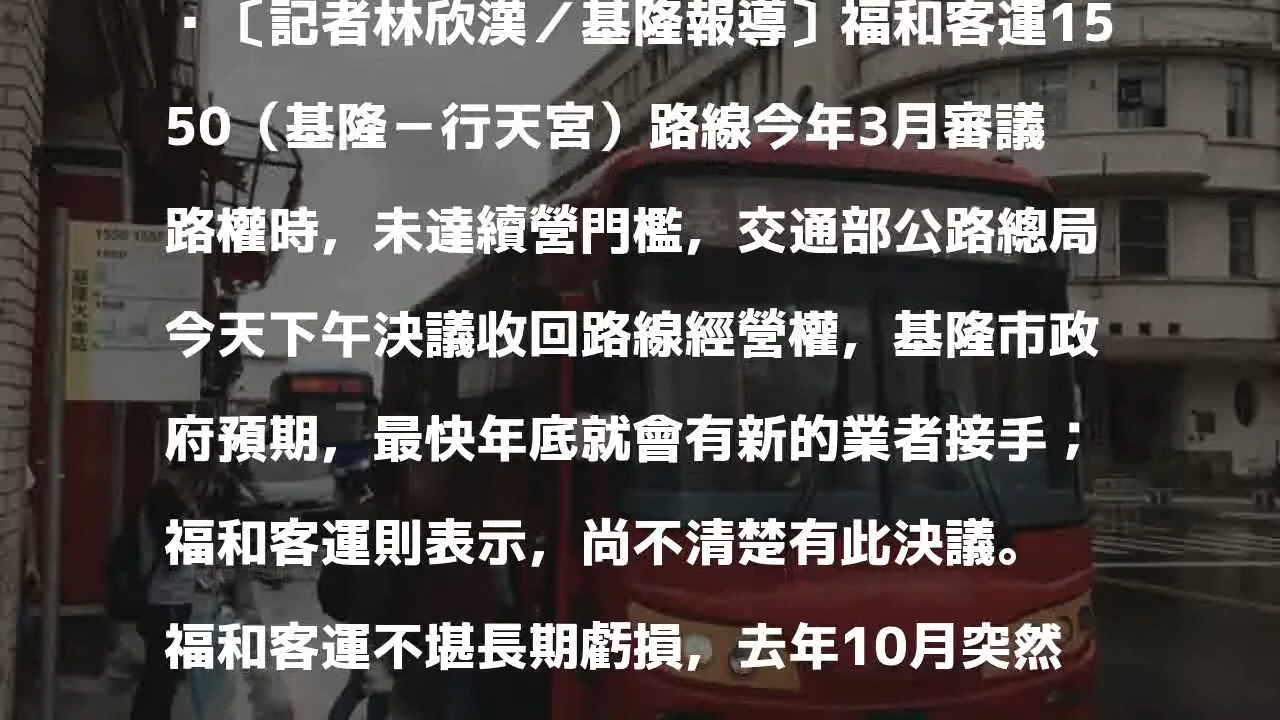 ·〔記者林欣漢／基隆報導〕福和客運15
50（基隆－行天宮）路線今年3月審議
路權時，未達續營門檻，交通部公路總局
今天下午決議收回路線經營權，基隆市政
府預期，最快年底就會有新的業者接手；
福和客運則表示，尚不清楚有此決議。
福和客運不堪長期虧損，去年10月突然
基隆火車站